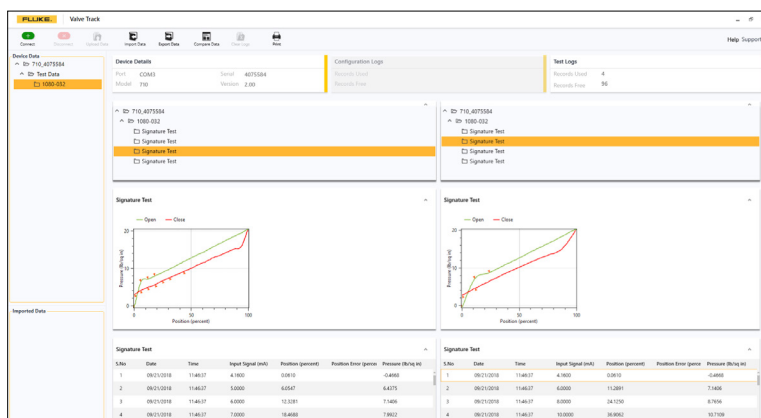 FLUKE. Valve Track
Connect Disconnect Upload Data Import Data Export Data Compare Data Clear Logs Print Help Support
Device Data
710_4075584
Test Data
1080-032
Device Details
Port COM3 Serial 4075584
Model 710 Version 2.00
Configuration Logs
Records Used
Records Free
Test Logs
Records Used 4
Records Free 96
710_4075584
1080-032
Signature Test
Signature Test
Signature Test
Signature Test
710_4075584
1080-032
Signature Test
Signature Test
Signature Test
Signature Test
Signature Test
Open Close
Pressure (lb/sq in)
20
10
0
0 50 100
Position (percent)
Signature Test
Open Close
Pressure (lb/sq in)
20
10
0
0 50 100
Position (percent)
Imported Data
Signature Test
S.No Date Time Input Signal (mA) Position (percent) Position Error (percen Pressure (lb/sq in)
1 09/21/2018 11:46:37 4.1600 0.0610 -0.4668
2 09/21/2018 11:46:37 5.0000 6.0547 6.4375
3 09/21/2018 11:46:37 6.0000 12.3281 7.1406
4 09/21/2018 11:46:37 7.0000 18.4688 7.9922
Signature Test
S.No Date Time Input Signal (mA) Position (percent) Position Error (perce Pressure (lb/sq in)
1 09/21/2018 11:46:37 4.1600 0.0610 -0.4668
2 09/21/2018 11:46:37 6.0000 11.2891 7.1406
3 09/21/2018 11:46:37 8.0000 24.1250 8.7656
4 09/21/2018 11:46:37 10.0000 10.7109